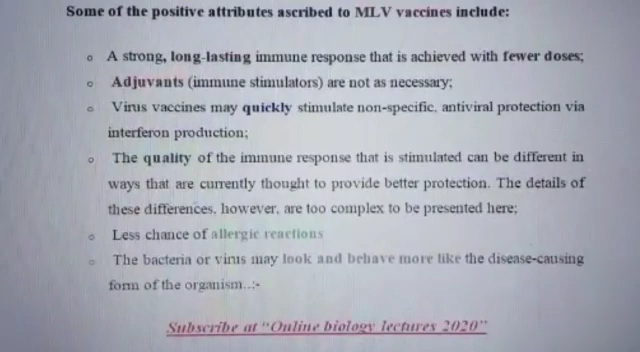 Some of the positive attributes ascribed to MLV vaccines include:
o A strong, long-lasting immune response that is achieved with fewer doses;
o Adjuvants (immune stimulators) are not as necessary;
o Virus vaccines may quickly stimulate non-specific, antiviral protection via
interferon production;
o The quality of the immune response that is stimulated can be different in
ways that are currently thought to provide better protection. The details of
these differences, however, are too complex to be presented here;
o Less chance of allergic reactions
o The bacteria or virus may look and behave more like the disease-causing
form of the organism..:-
Subscribe at "Online biology lectures 2020"